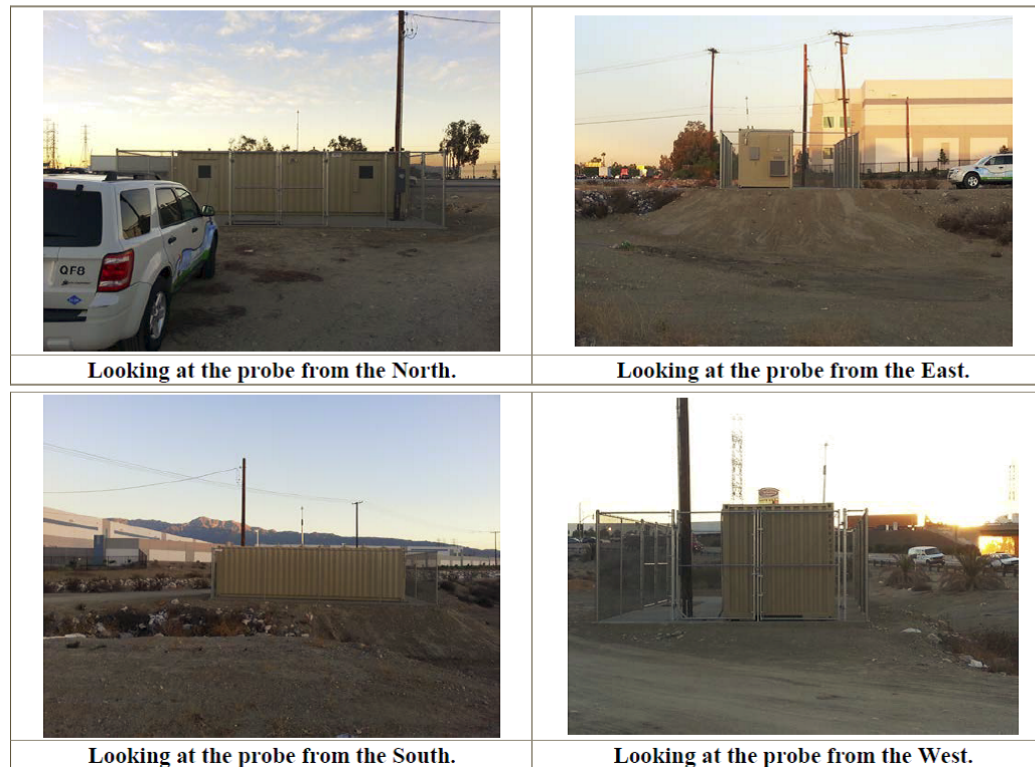 QF8
Looking at the probe from the North.
Looking at the probe from the East.
Looking at the probe from the South.
Looking at the probe from the West.